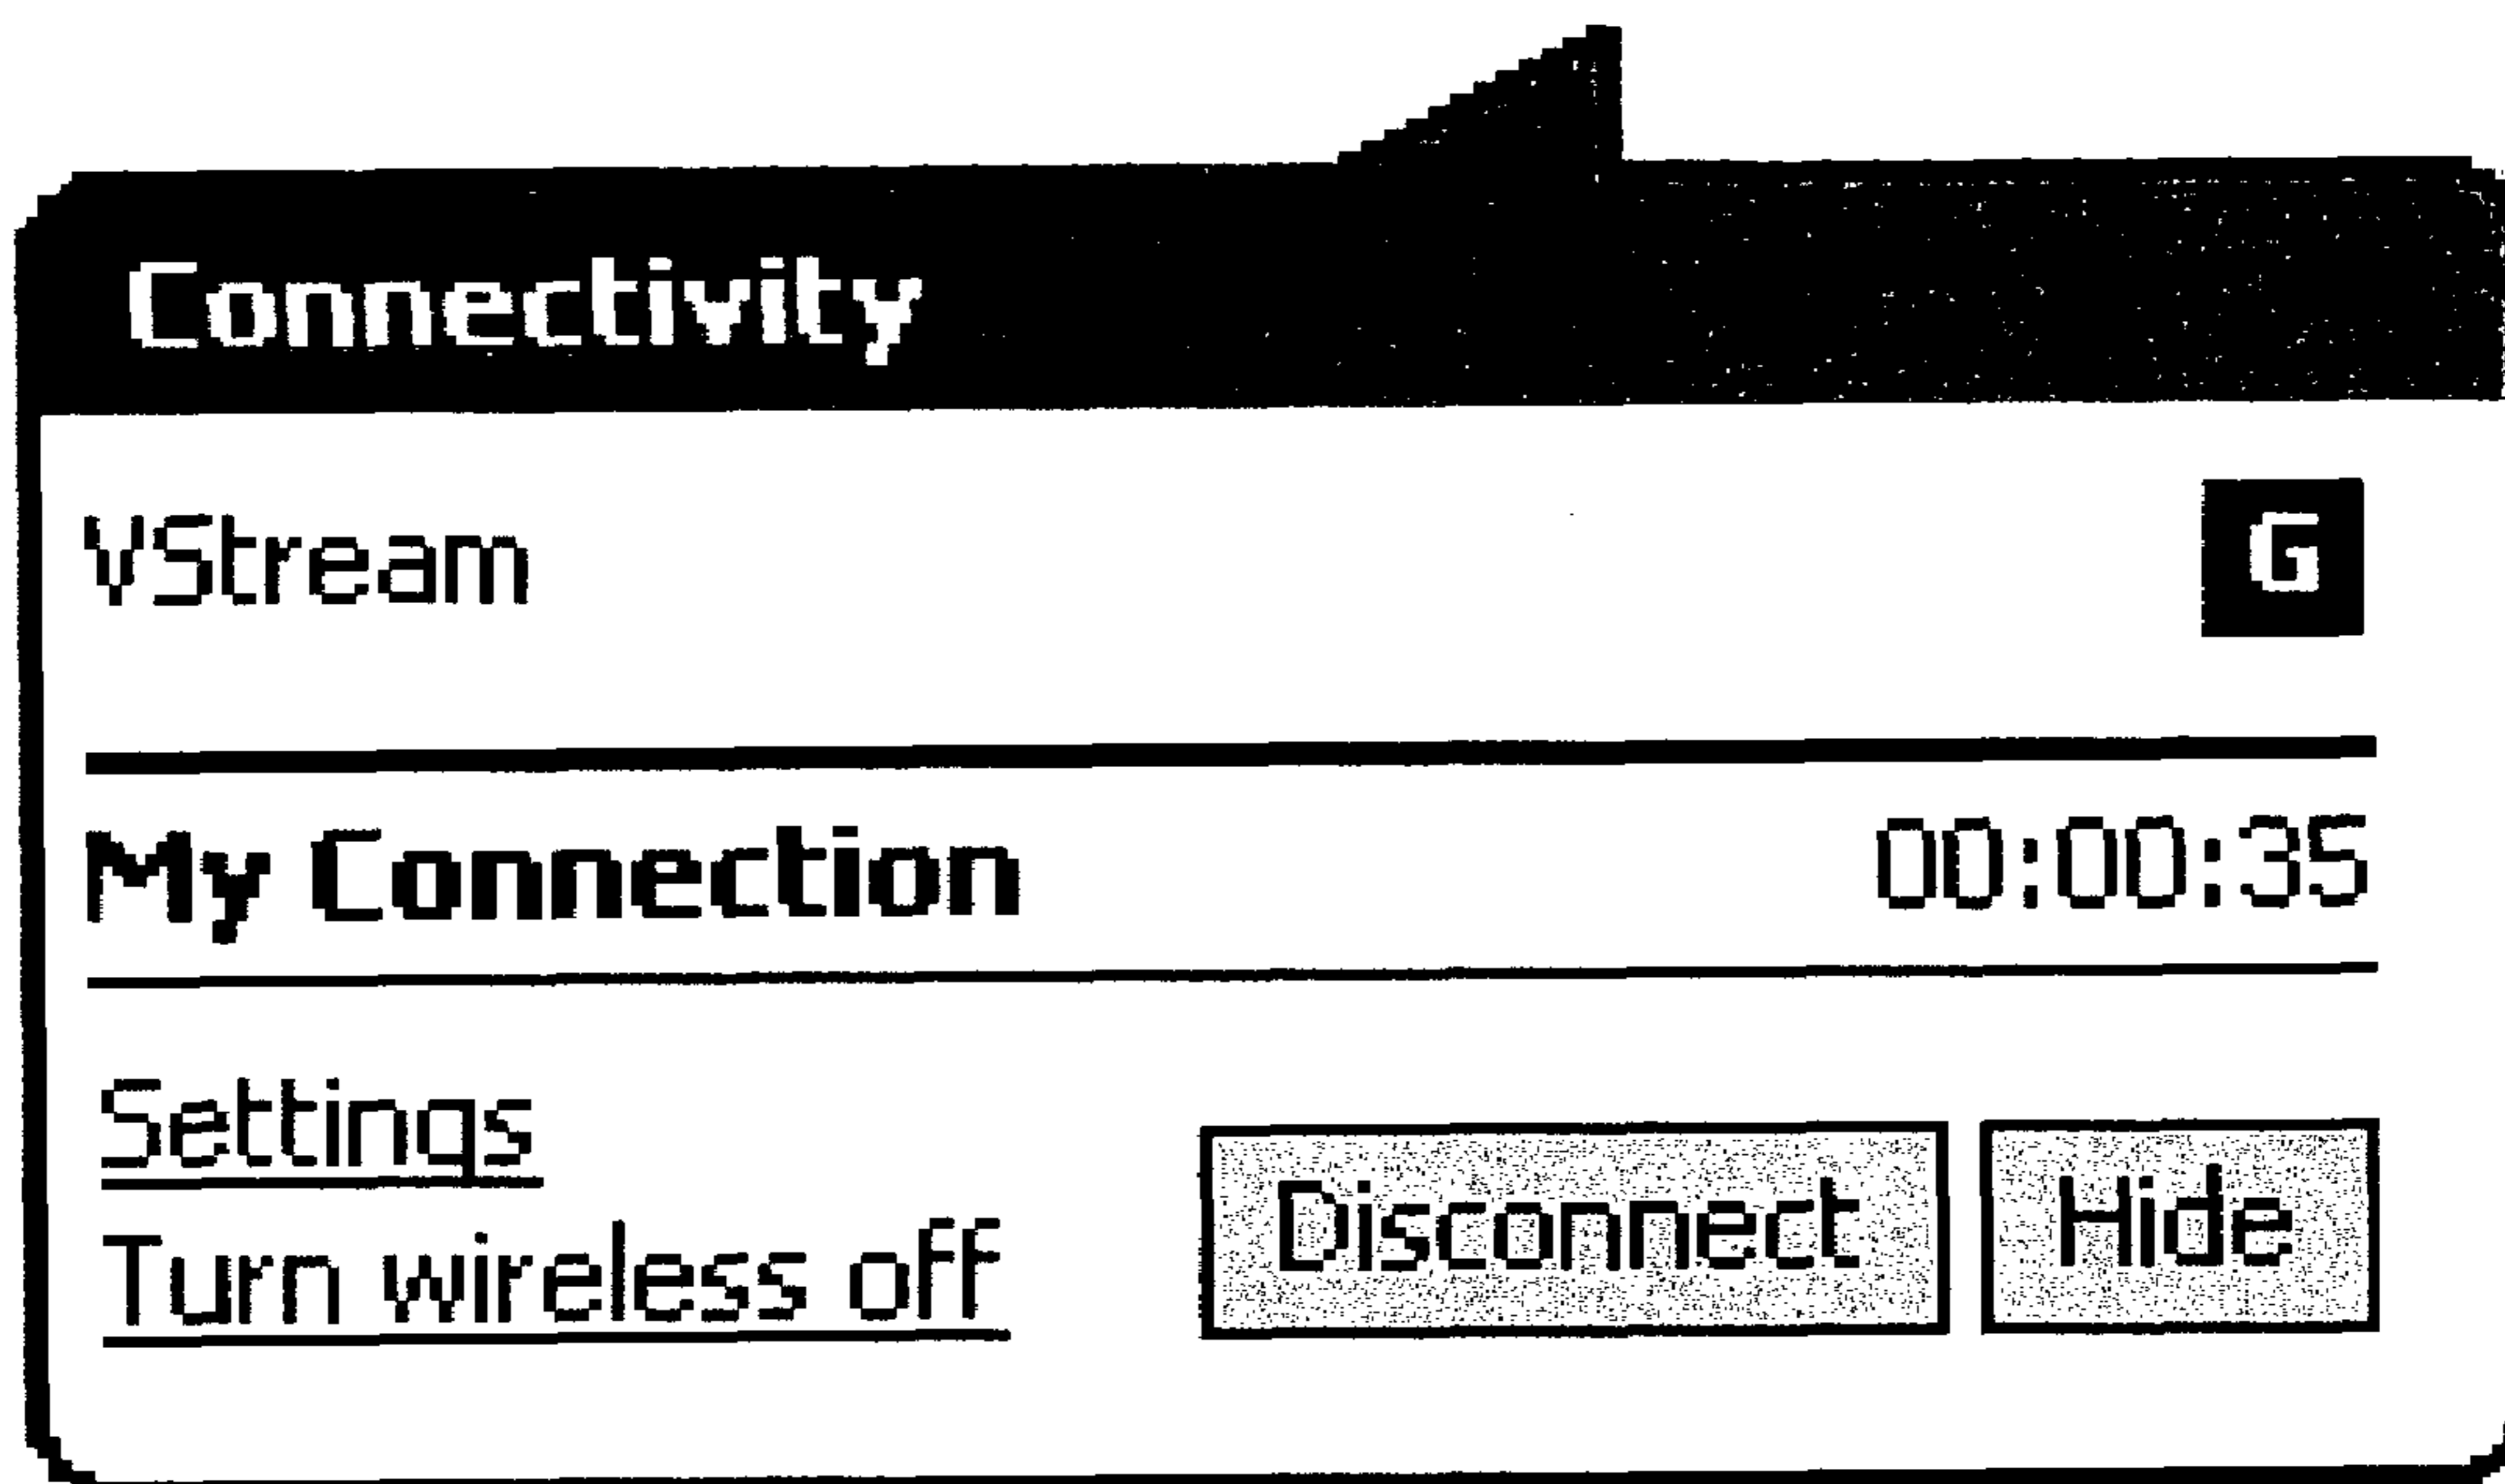 Connectivity
VStream G
My Connection 00:00:35
Settings
Turn wireless off
Disconnect Hide